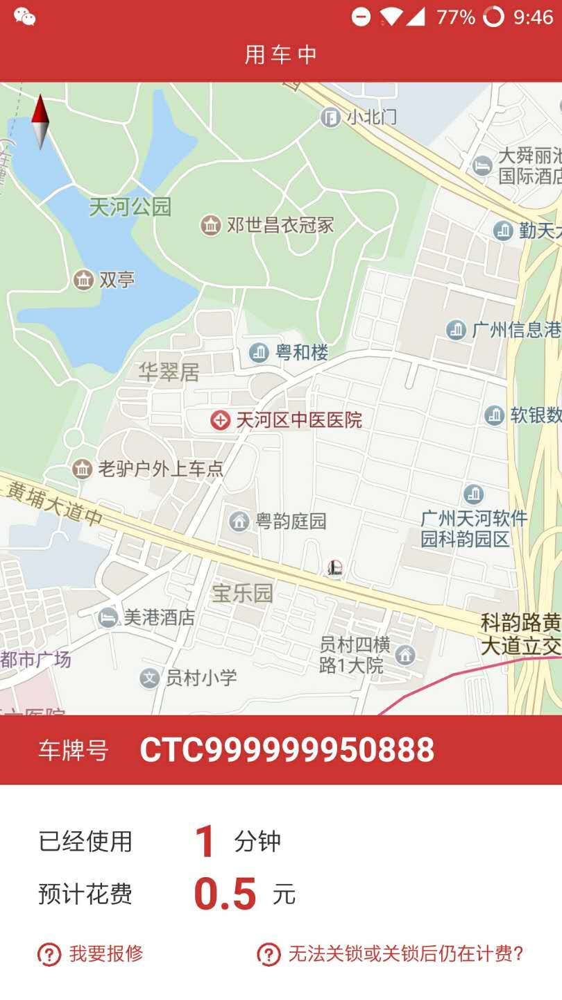 77% 9:46
用车中
小北门
大舜丽池
国际酒店
天河公园
邓世昌衣冠冢
勤天大
双亭
广州信息港
粤和楼
华翠居
天河区中医医院
软银数
老驴户外上车点
黄埔大道中
粤韵庭园
广州天河软件
园科韵园区
宝乐园
美港酒店
科韵路黄
大道立交
员村四横
路1大院
都市广场
员村小学
车牌号 CTC999999950888
已经使用 1 分钟
预计花费 0.5 元
我要报修 无法关锁或关锁后仍在计费?